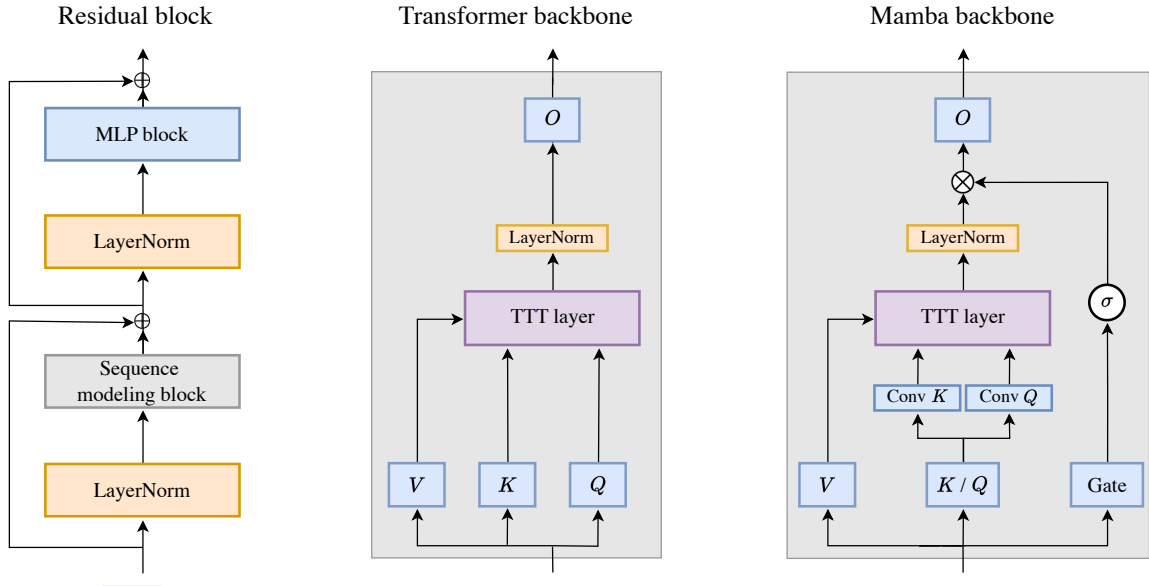 Residual block
MLP block
LayerNorm
Sequence
modeling block
LayerNorm
Transformer backbone
O
LayerNorm
TTT layer
V
K
Q
Mamba backbone
O
LayerNorm
σ
TTT layer
Conv K
Conv Q
V
K / Q
Gate